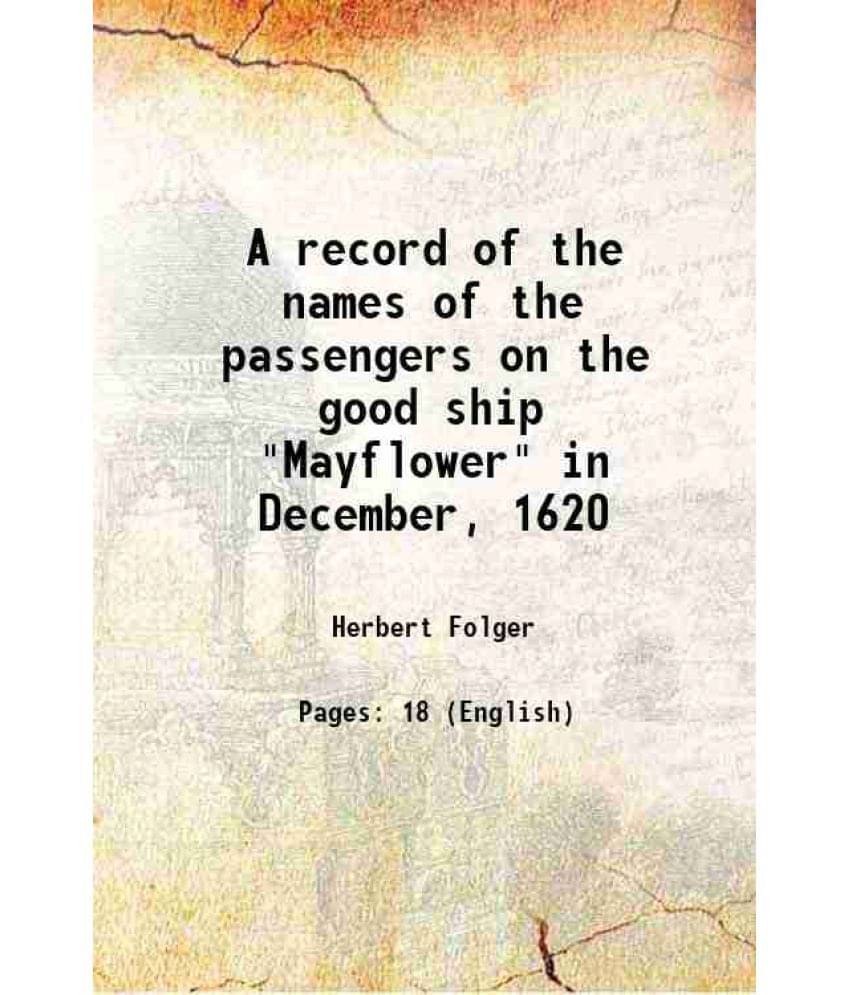 A record of the
names of the
passengers on the
good ship
"Mayflower" in
December, 1620
Herbert Folger
Pages: 18 (English)